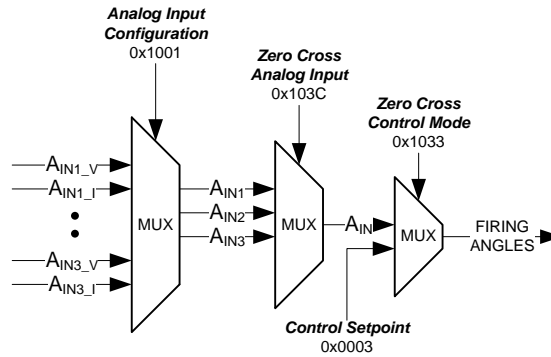 Analog Input
Configuration
0x1001
Zero Cross
Analog Input
0x103C
Zero Cross
Control Mode
0x1033
AIN1_V
AIN1_I
AIN3_V
AIN3_I
MUX
AIN1
AIN2
AIN3
MUX
AIN
MUX
FIRING
ANGLES
Control Setpoint
0x0003